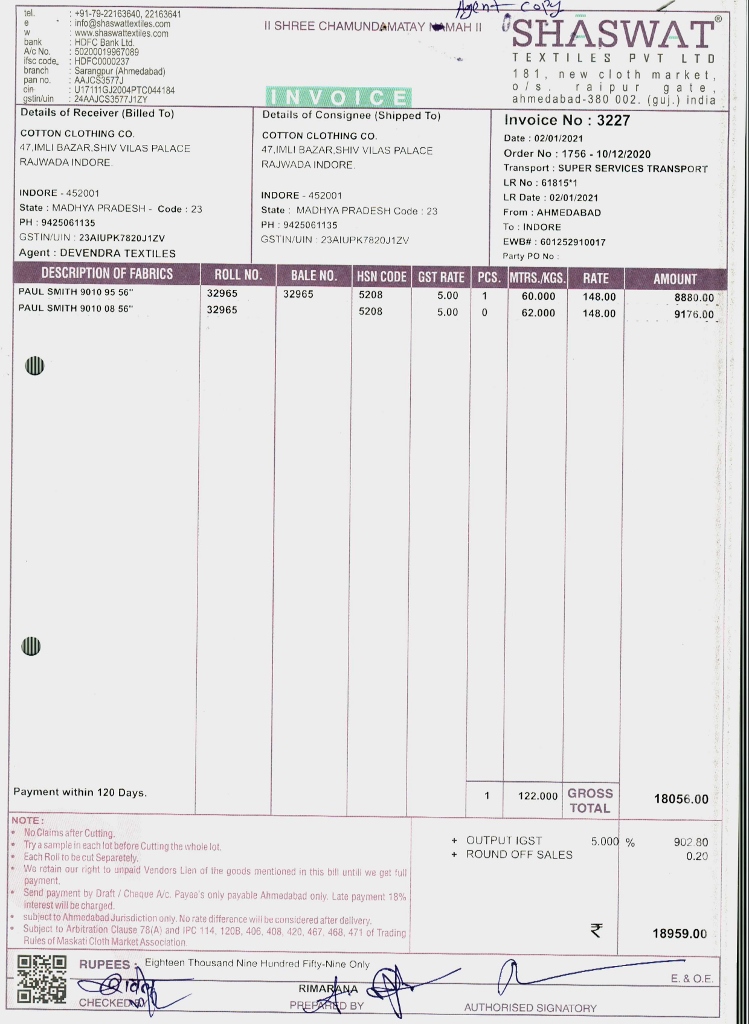 Agent copy
tel. : +91-79-22163640, 22163641
e : info@shaswattextiles.com
w : www.shaswattextiles.com
bank : HDFC Bank Ltd.
A/c No. : 50200019967089
ifsc code. : HDFC0000237
branch : Sarangpur (Ahmedabad)
pan no. : AAJCS3577J
cin : U17111GJ2004PTC044184
gstin/uin : 24AAJCS3577J1ZY
II SHREE CHAMUNDAMATAY NAMAH II
INVOICE
SHASWAT®
TEXTILES PVT LTD
181, new cloth market,
o/s. raipur gate,
ahmedabad-380 002. (guj.) india
Details of Receiver (Billed To)
COTTON CLOTHING CO.
47,IMLI BAZAR,SHIV VILAS PALACE
RAJWADA INDORE.
INDORE - 452001
State : MADHYA PRADESH - Code : 23
PH : 9425061135
GSTIN/UIN : 23AIUPK7820J1ZV
Agent : DEVENDRA TEXTILES
Details of Consignee (Shipped To)
COTTON CLOTHING CO.
47,IMLI BAZAR,SHIV VILAS PALACE
RAJWADA INDORE.
INDORE - 452001
State : MADHYA PRADESH Code : 23
PH : 9425061135
GSTIN/UIN : 23AIUPK7820J1ZV
Invoice No : 3227
Date : 02/01/2021
Order No : 1756 - 10/12/2020
Transport : SUPER SERVICES TRANSPORT
LR No : 61815*1
LR Date : 02/01/2021
From : AHMEDABAD
To : INDORE
EWB# : 601252910017
Party PO No :
DESCRIPTION OF FABRICS ROLL NO. BALE NO. HSN CODE GST RATE PCS. MTRS./KGS. RATE AMOUNT
PAUL SMITH 9010 95 56" 32965 32965 5208 5.00 1 60.000 148.00 8880.00
PAUL SMITH 9010 08 56" 32965 5208 5.00 0 62.000 148.00 9176.00
Payment within 120 Days. 1 122.000 GROSS TOTAL 18056.00
NOTE :
• No Claims after Cutting.
• Try a sample in each lot before Cutting the whole lot.
• Each Roll to be cut Separetely.
• We retain our right to unpaid Vendors Lien of the goods mentioned in this bill untill we get full
payment.
• Send payment by Draft / Cheque A/c. Payee's only payable Ahmedabad only. Late payment 18%
interest will be charged.
• subject to Ahmedabad Jurisdiction only. No rate difference will be considered after delivery.
• Subject to Arbitration Clause 78(A) and IPC 114, 120B, 406, 408, 420, 467, 468, 471 of Trading
Rules of Maskati Cloth Market Association.
+ OUTPUT IGST 5.000 % 902.80
+ ROUND OFF SALES 0.20
₹ 18959.00
RUPEES : Eighteen Thousand Nine Hundred Fifty-Nine Only
E. & O.E.
RIMARANA
CHECKED PREPARED BY AUTHORISED SIGNATORY